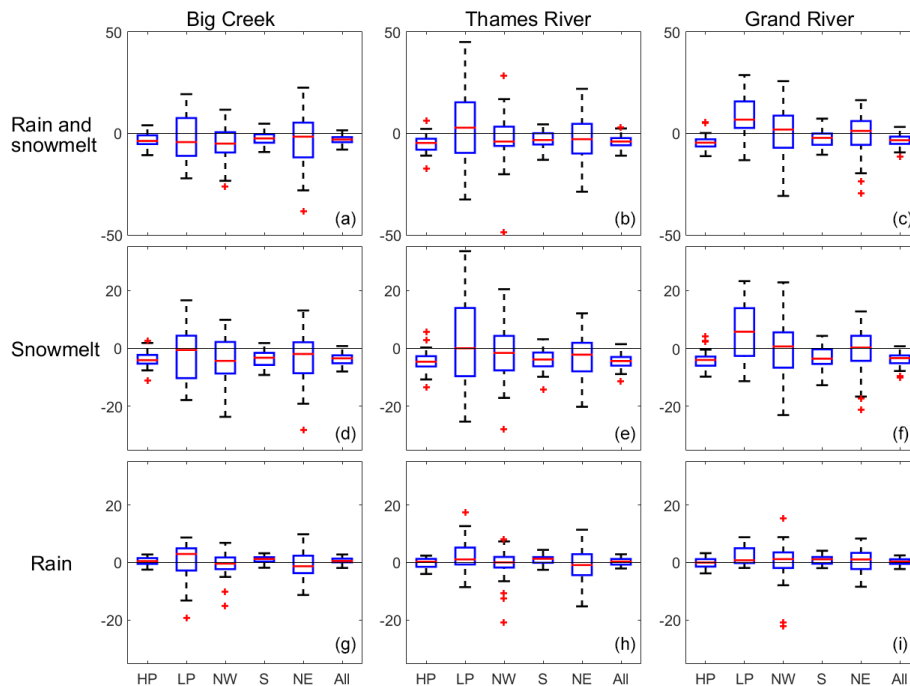 Big Creek Thames River Grand River
50 50 50
Rain and
snowmelt
0 0 0
(a) (b) (c)
-50 -50 -50
20 20 20
Snowmelt
0 0 0
-20 -20 -20
(d) (e) (f)
20 20 20
Rain
0 0 0
-20 -20 -20
(g) (h) (i)
HP LP NW S NE All HP LP NW S NE All HP LP NW S NE All